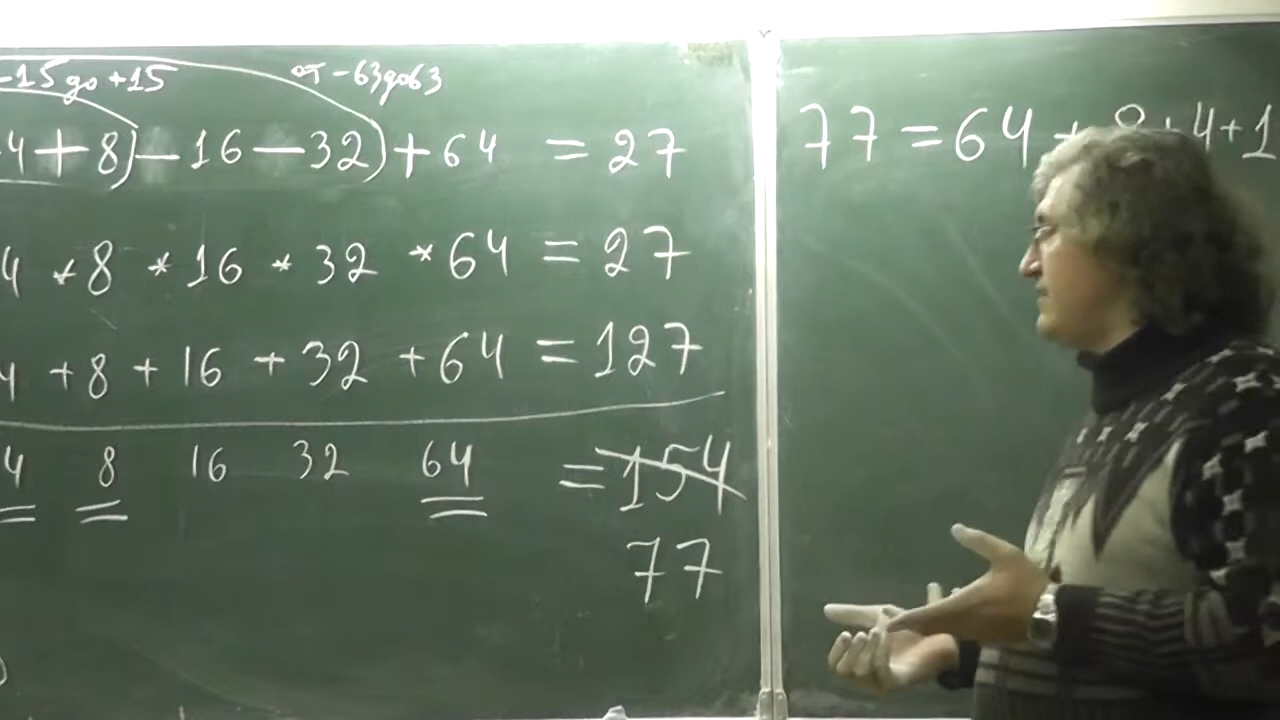 -15 до +15 от -63 до 63
4 + 8) - 16 - 32) + 64 = 27
4 * 8 * 16 * 32 * 64 = 27
4 + 8 + 16 + 32 + 64 = 127
4 8 16 32 64 = 154
77
77 = 64 + 8 + 4 + 1